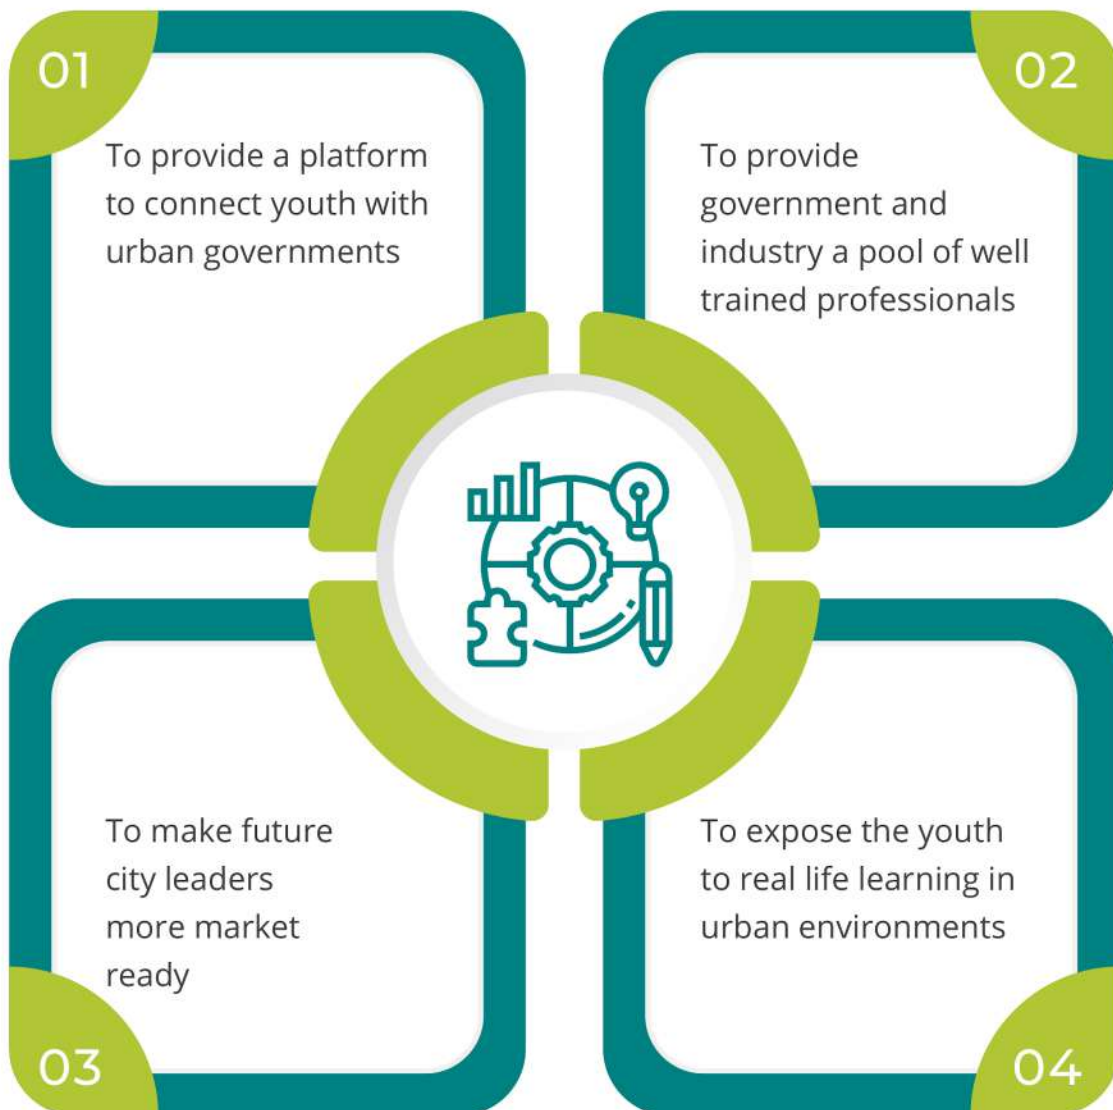 01
To provide a platform
to connect youth with
urban governments
02
To provide
government and
industry a pool of well
trained professionals
03
To make future
city leaders
more market
ready
04
To expose the youth
to real life learning in
urban environments